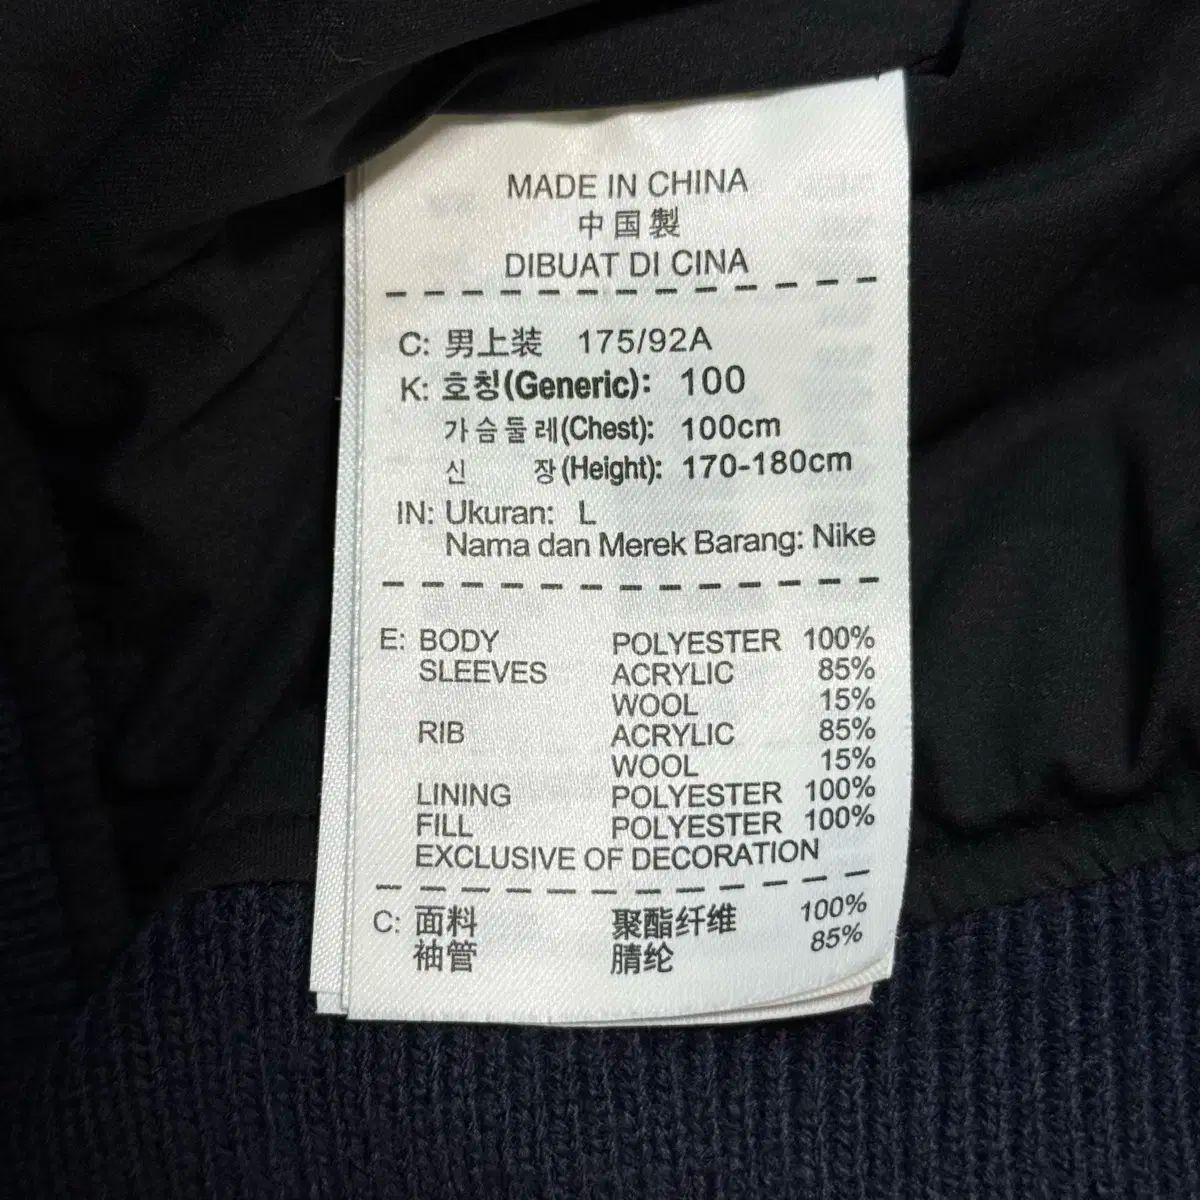 MADE IN CHINA
中国製
DIBUAT DI CINA
C: 男上装 175/92A
K: 호칭(Generic): 100
가슴둘레(Chest): 100cm
신 장(Height): 170-180cm
IN: Ukuran: L
Nama dan Merek Barang: Nike
E: BODY POLYESTER 100%
SLEEVES ACRYLIC 85%
WOOL 15%
RIB ACRYLIC 85%
WOOL 15%
LINING POLYESTER 100%
FILL POLYESTER 100%
EXCLUSIVE OF DECORATION
C: 面料 聚酯纤维 100%
袖管 腈纶 85%